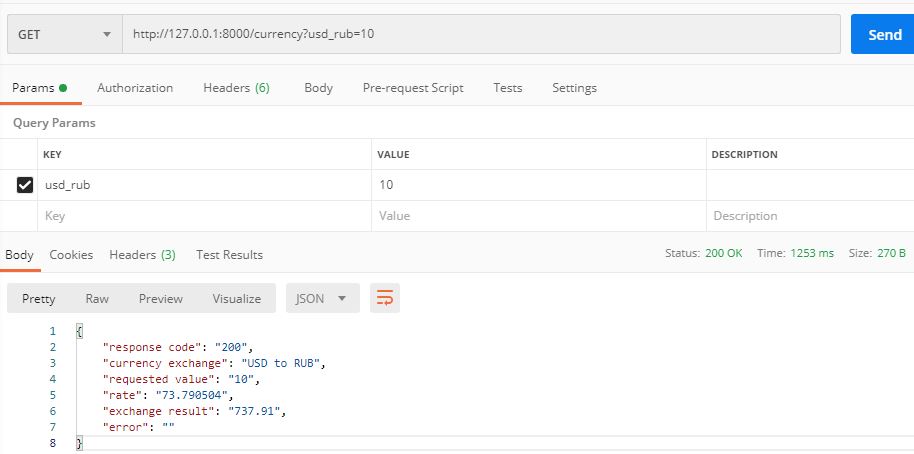 GET http://127.0.0.1:8000/currency?usd_rub=10 Send
Params Authorization Headers (6) Body Pre-request Script Tests Settings
Query Params
KEY VALUE DESCRIPTION
usd_rub 10
Key Value Description
Body Cookies Headers (3) Test Results Status: 200 OK Time: 1253 ms Size: 270 B
Pretty Raw Preview Visualize JSON
1 {
2 "response code": "200",
3 "currency exchange": "USD to RUB",
4 "requested value": "10",
5 "rate": "73.790504",
6 "exchange result": "737.91",
7 "error": ""
8 }